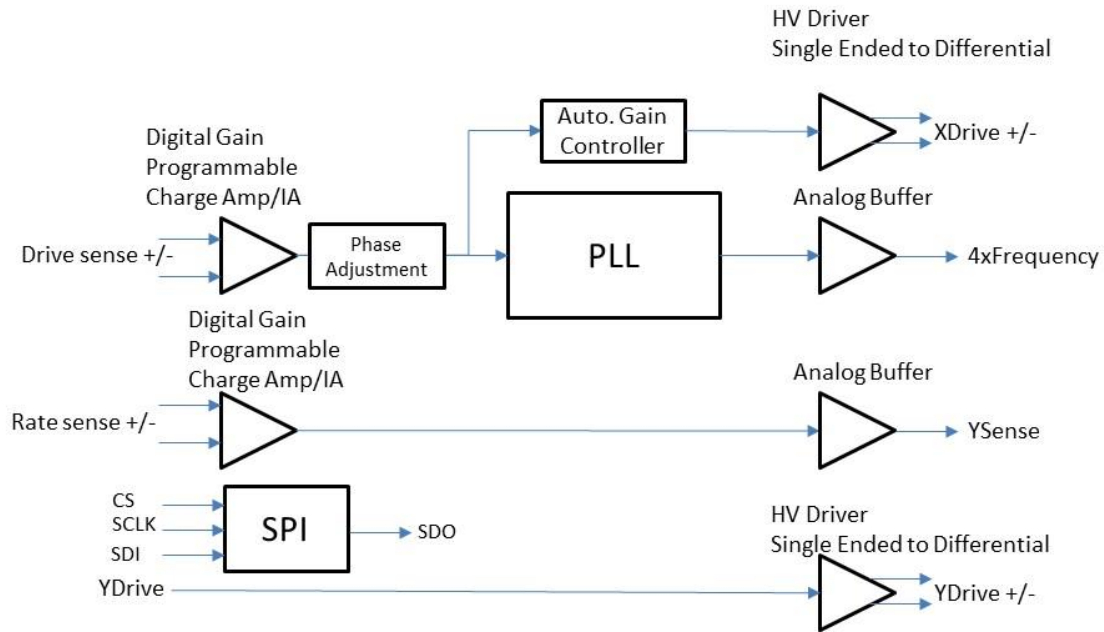 HV Driver
Single Ended to Differential
Auto. Gain
Controller
XDrive +/-
Digital Gain
Programmable
Charge Amp/IA
Analog Buffer
Drive sense +/-
Phase
Adjustment
PLL
4xFrequency
Digital Gain
Programmable
Charge Amp/IA
Analog Buffer
Rate sense +/-
YSense
CS
SCLK
SDI
SPI
SDO
HV Driver
Single Ended to Differential
YDrive
YDrive +/-